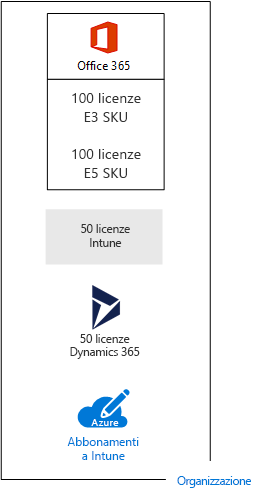 Office 365
100 licenze
E3 SKU
100 licenze
E5 SKU
50 licenze
Intune
50 licenze
Dynamics 365
Azure
Abbonamenti
a Intune
Organizzazione